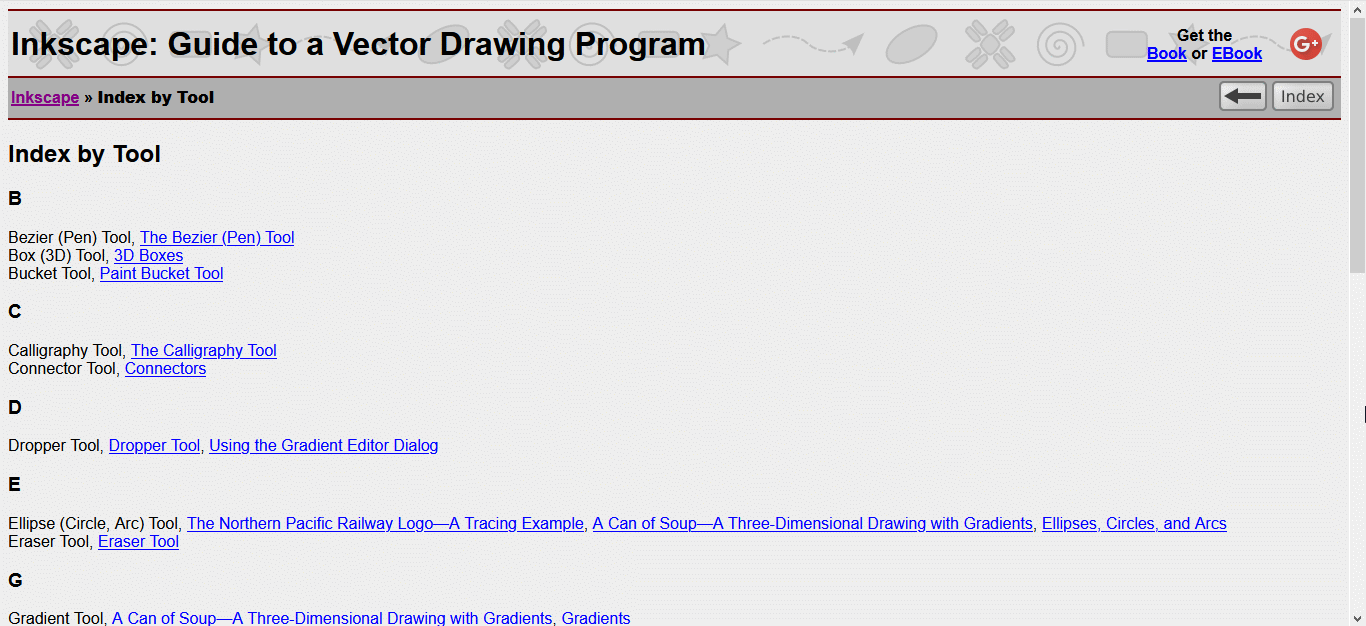 Inkscape: Guide to a Vector Drawing Program
Get the
Book or EBook
G+
Inkscape » Index by Tool
Index
Index by Tool
B
Bezier (Pen) Tool, The Bezier (Pen) Tool
Box (3D) Tool, 3D Boxes
Bucket Tool, Paint Bucket Tool
C
Calligraphy Tool, The Calligraphy Tool
Connector Tool, Connectors
D
Dropper Tool, Dropper Tool, Using the Gradient Editor Dialog
E
Ellipse (Circle, Arc) Tool, The Northern Pacific Railway Logo—A Tracing Example, A Can of Soup—A Three-Dimensional Drawing with Gradients, Ellipses, Circles, and Arcs
Eraser Tool, Eraser Tool
G
Gradient Tool, A Can of Soup—A Three-Dimensional Drawing with Gradients, Gradients